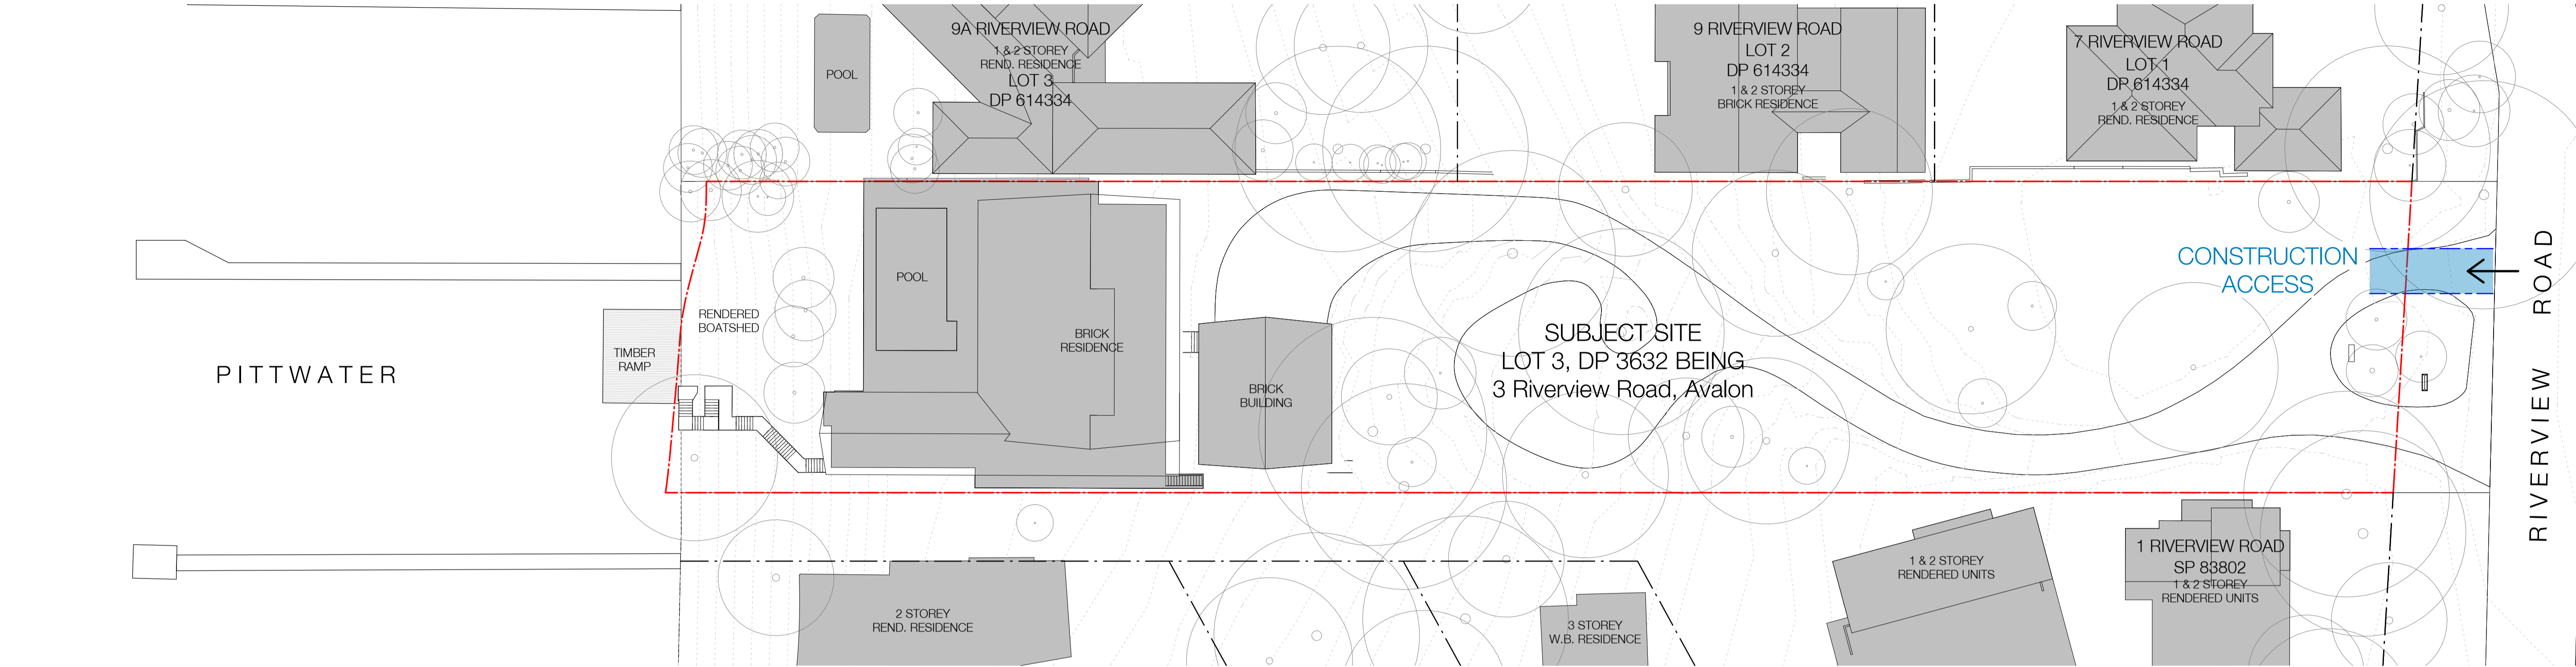 9A RIVERVIEW ROAD
1 & 2 STOREY
REND. RESIDENCE
LOT 3
DP 614334
POOL
9 RIVERVIEW ROAD
LOT 2
DP 614334
1 & 2 STOREY
BRICK RESIDENCE
7 RIVERVIEW ROAD
LOT 1
DP 614334
1 & 2 STOREY
REND. RESIDENCE
CONSTRUCTION
ACCESS
RIVERVIEW ROAD
POOL
RENDERED
BOATSHED
TIMBER
RAMP
PITTWATER
BRICK
RESIDENCE
BRICK
BUILDING
SUBJECT SITE
LOT 3, DP 3632 BEING
3 Riverview Road, Avalon
2 STOREY
REND. RESIDENCE
3 STOREY
W.B. RESIDENCE
1 & 2 STOREY
RENDERED UNITS
1 RIVERVIEW ROAD
SP 83802
1 & 2 STOREY
RENDERED UNITS